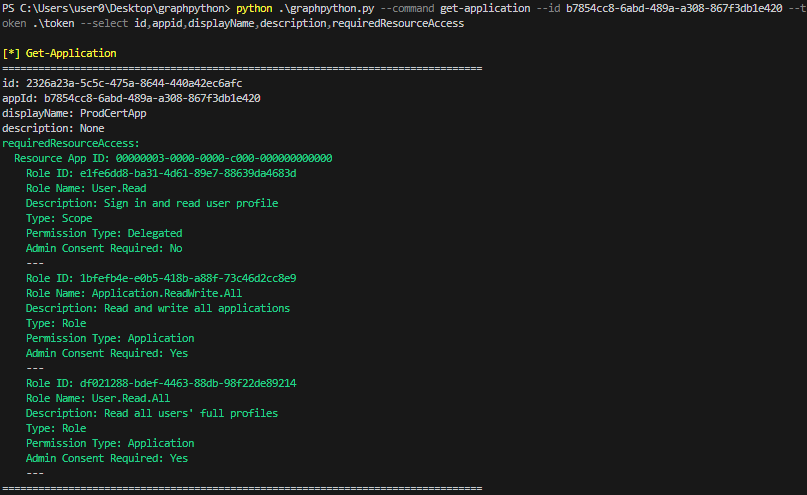 PS C:\Users\user0\Desktop\graphpython> python .\graphpython.py --command get-application --id b7854cc8-6abd-489a-a308-867f3db1e420 --t
oken .\token --select id,appid,displayName,description,requiredResourceAccess
[*] Get-Application
================================================================================
id: 2326a23a-5c5c-475a-8644-440a42ec6afc
appId: b7854cc8-6abd-489a-a308-867f3db1e420
displayName: ProdCertApp
description: None
requiredResourceAccess:
Resource App ID: 00000003-0000-0000-c000-000000000000
Role ID: e1fe6dd8-ba31-4d61-89e7-88639da4683d
Role Name: User.Read
Description: Sign in and read user profile
Type: Scope
Permission Type: Delegated
Admin Consent Required: No
---
Role ID: 1bfefb4e-e0b5-418b-a88f-73c46d2cc8e9
Role Name: Application.ReadWrite.All
Description: Read and write all applications
Type: Role
Permission Type: Application
Admin Consent Required: Yes
---
Role ID: df021288-bdef-4463-88db-98f22de89214
Role Name: User.Read.All
Description: Read all users' full profiles
Type: Role
Permission Type: Application
Admin Consent Required: Yes
---
================================================================================